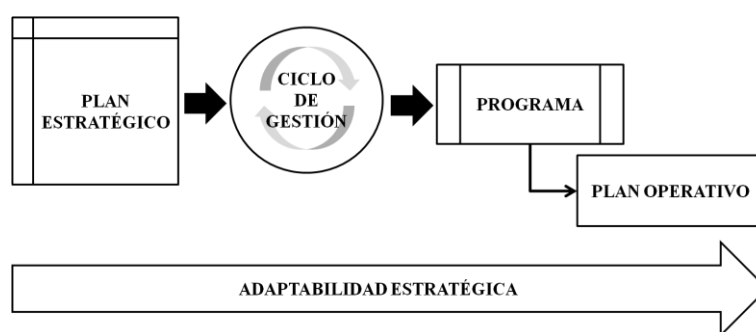 PLAN
ESTRATÉGICO
CICLO
DE
GESTIÓN
PROGRAMA
PLAN OPERATIVO
ADAPTABILIDAD ESTRATÉGICA